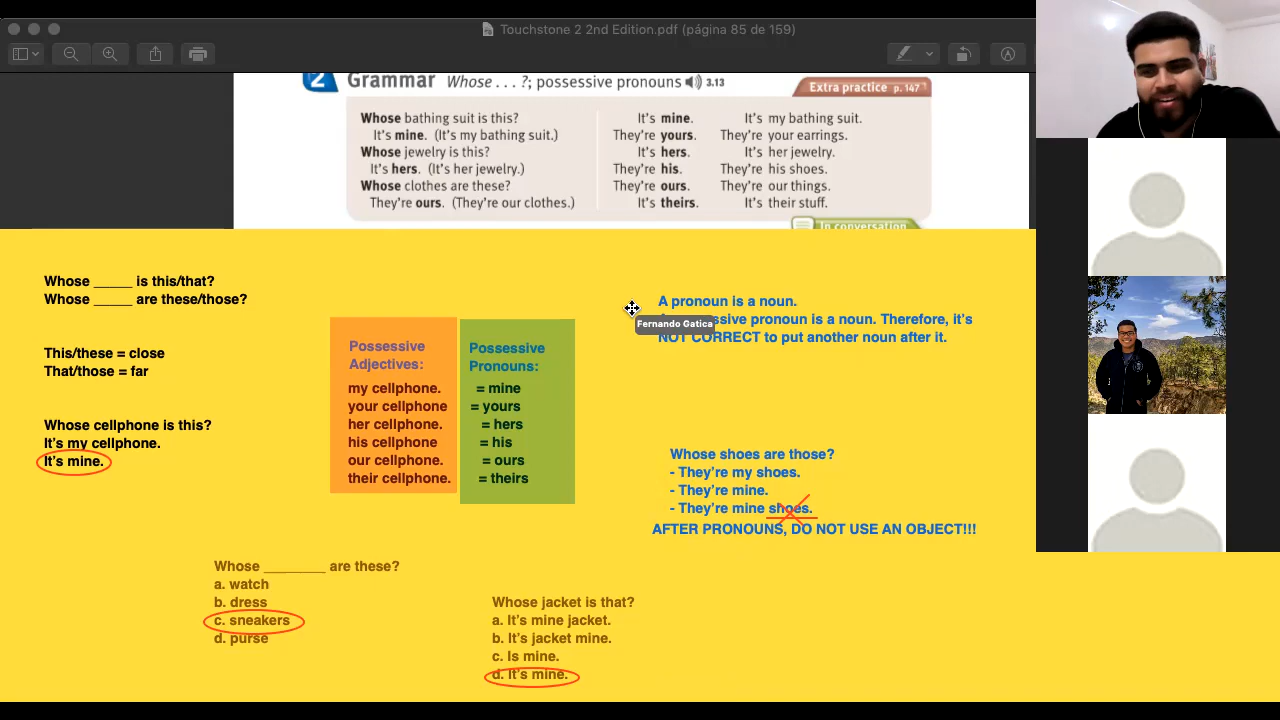 Touchstone 2 2nd Edition.pdf (página 85 de 159)
2 Grammar Whose . . . ?; possessive pronouns 3.13
Extra practice p. 147
Whose bathing suit is this?
It's mine. (It's my bathing suit.)
Whose jewelry is this?
It's hers. (It's her jewelry.)
Whose clothes are these?
They're ours. (They're our clothes.)
It's mine. It's my bathing suit.
They're yours. They're your earrings.
It's hers. It's her jewelry.
They're his. They're his shoes.
They're ours. They're our things.
It's theirs. It's their stuff.
In conversation
Whose _____ is this/that?
Whose _____ are these/those?
This/these = close
That/those = far
Whose cellphone is this?
It's my cellphone.
It's mine.
Possessive
Adjectives:
my cellphone.
your cellphone
her cellphone.
his cellphone
our cellphone.
their cellphone.
Possessive
Pronouns:
= mine
= yours
= hers
= his
= ours
= theirs
A pronoun is a noun.
pronoun is a noun. Therefore, it's
NOT CORRECT to put another noun after it.
Fernando Gatica
Whose shoes are those?
- They're my shoes.
- They're mine.
- They're mine shoes.
AFTER PRONOUNS, DO NOT USE AN OBJECT!!!
Whose ________ are these?
a. watch
b. dress
c. sneakers
d. purse
Whose jacket is that?
a. It's mine jacket.
b. It's jacket mine.
c. Is mine.
d. It's mine.